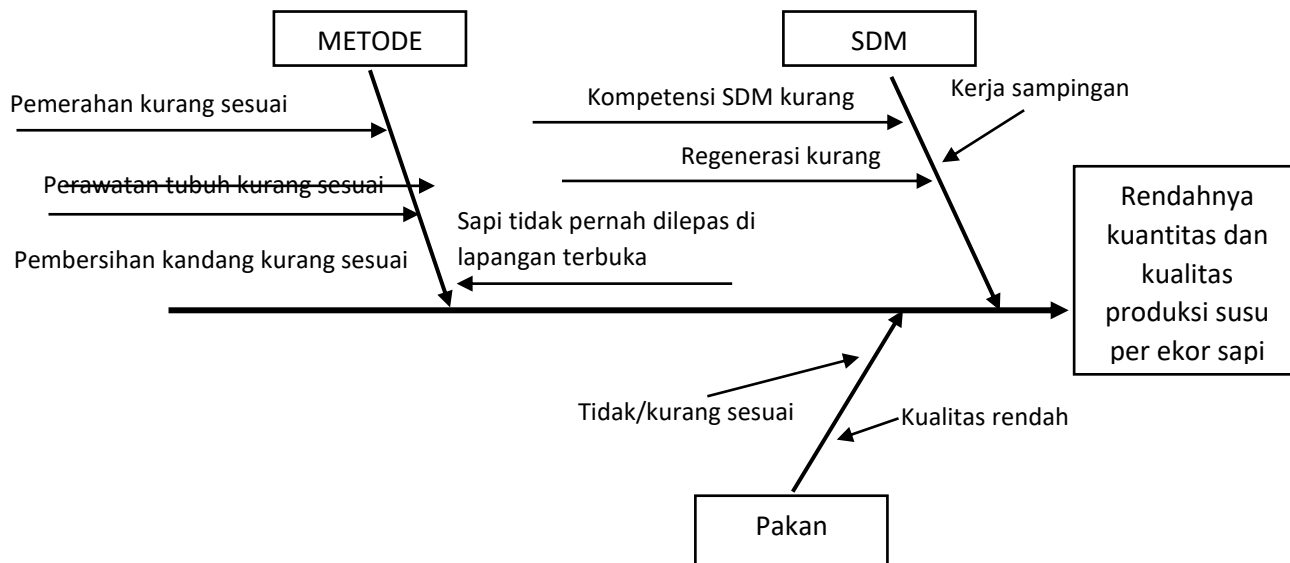 METODE
SDM
Pemerahan kurang sesuai
Kompetensi SDM kurang
Kerja sampingan
Regenerasi kurang
Perawatan tubuh kurang sesuai
Sapi tidak pernah dilepas di
lapangan terbuka
Pembersihan kandang kurang sesuai
Rendahnya
kuantitas dan
kualitas
produksi susu
per ekor sapi
Tidak/kurang sesuai
Kualitas rendah
Pakan